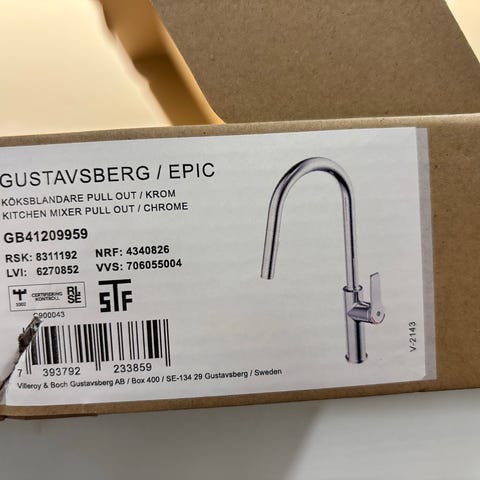 GUSTAVSBERG / EPIC
KÖKSBLANDARE PULL OUT / KROM
KITCHEN MIXER PULL OUT / CHROME
GB41209959
RSK: 8311192 NRF: 4340826
LVI: 6270852 VVS: 706055004
1002 CERTIFIERING KONTROLL RISE
STF
C900043
7 393792 233859
Villeroy & Boch Gustavsberg AB / Box 400 / SE-134 29 Gustavsberg / Sweden
V-2143